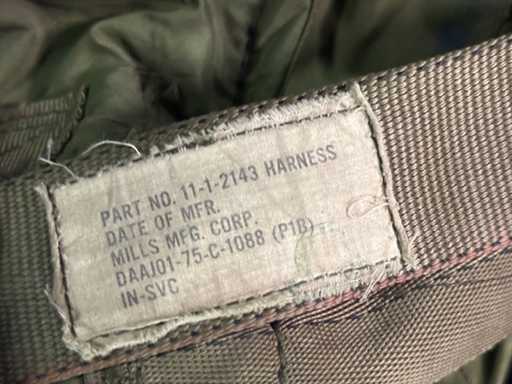 PART NO. 11-1-2143 HARNESS
DATE OF MFR.
MILLS MFG. CORP.
DAAJ01-75-C-1088 (P1B)
IN-SVC